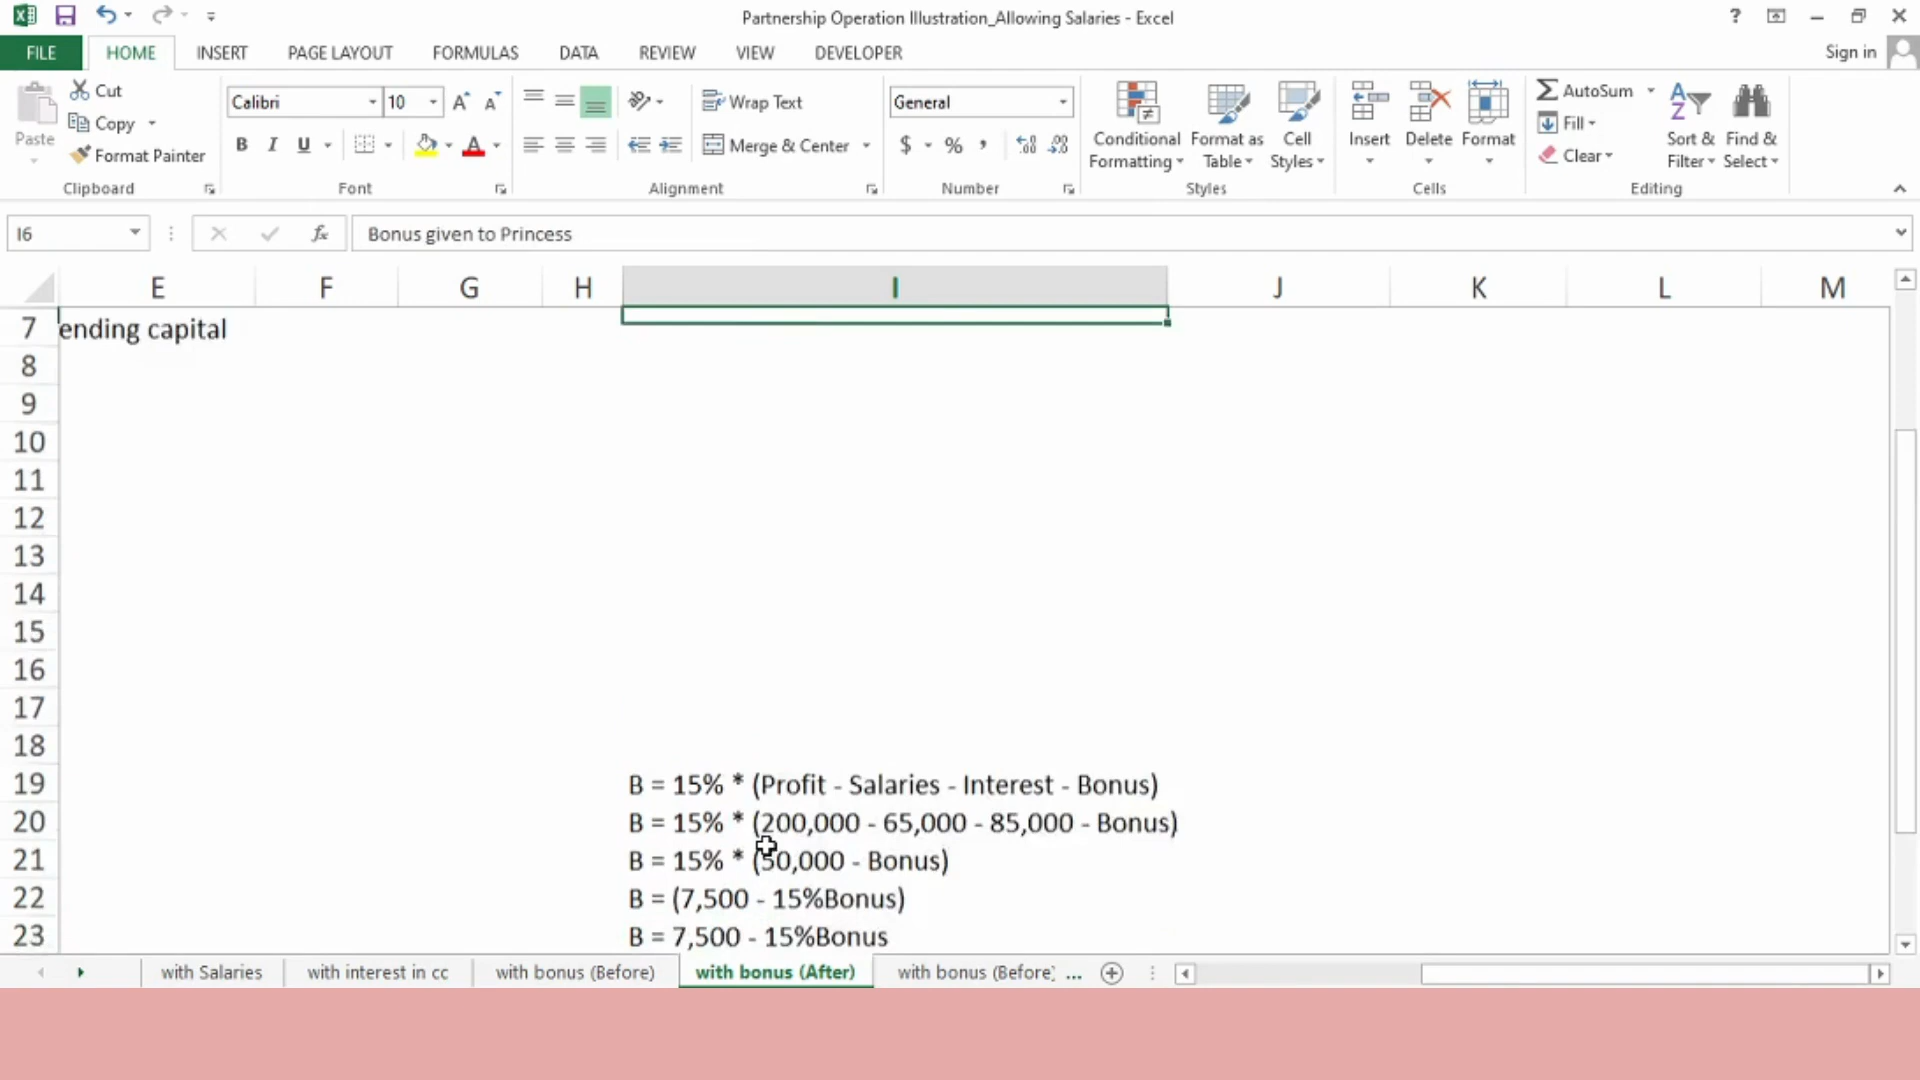 Partnership Operation Illustration_Allowing Salaries - Excel
?
FILE HOME INSERT PAGE LAYOUT FORMULAS DATA REVIEW VIEW DEVELOPER Sign in
Paste Cut Copy Format Painter
Calibri 10
B I U A
Wrap Text
Merge & Center
General
$ % ,
Conditional Formatting
Format as Table
Cell Styles
Insert Delete Format
AutoSum
Fill
Clear
Sort & Filter
Find & Select
Clipboard Font Alignment Number Styles Cells Editing
I6 fx Bonus given to Princess
E F G H I J K L M
7 ending capital
8
9
10
11
12
13
14
15
16
17
18
19 B = 15% * (Profit - Salaries - Interest - Bonus)
20 B = 15% * (200,000 - 65,000 - 85,000 - Bonus)
21 B = 15% * (50,000 - Bonus)
22 B = (7,500 - 15%Bonus)
23 B = 7,500 - 15%Bonus
with Salaries with interest in cc with bonus (Before) with bonus (After) with bonus (Before) ...